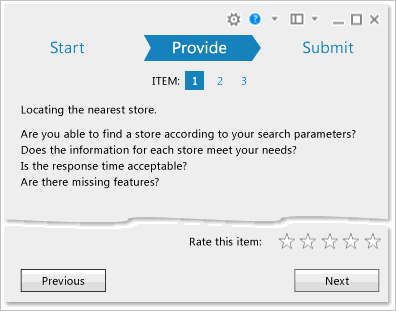 Start
Provide
Submit
ITEM: 1 2 3
Locating the nearest store.
Are you able to find a store according to your search parameters?
Does the information for each store meet your needs?
Is the response time acceptable?
Are there missing features?
Rate this item:
Previous
Next